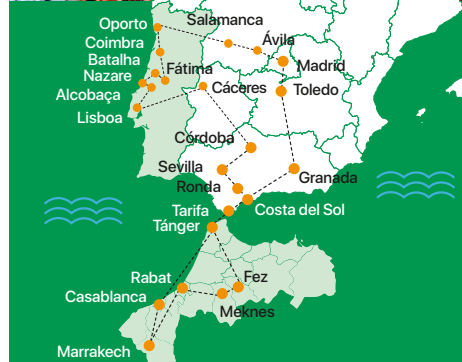 Salamanca
Oporto
Ávila
Coimbra
Batalha
Madrid
Nazare
Fátima
Toledo
Cáceres
Alcobaça
Lisboa
Córdoba
Sevilla
Granada
Ronda
Tarifa
Costa del Sol
Tánger
Rabat
Fez
Casablanca
Méknes
Marrakech